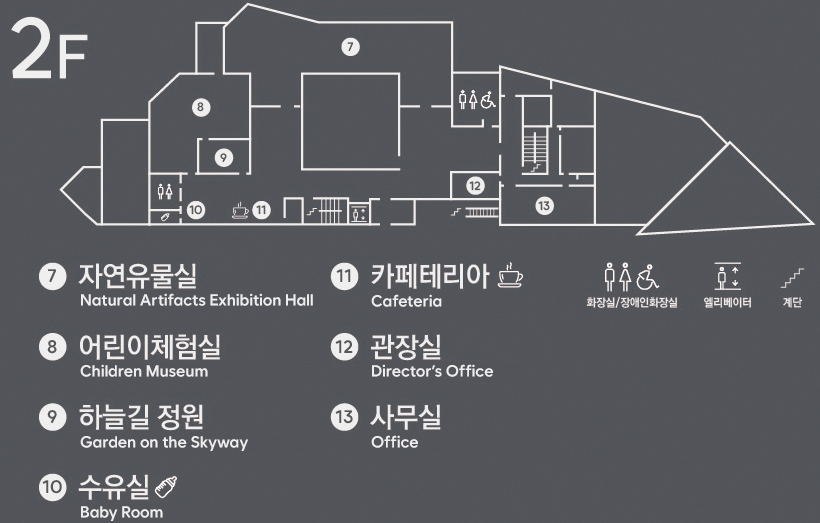 2F
7
8
9
10
11
12
13
7 자연유물실
Natural Artifacts Exhibition Hall
8 어린이체험실
Children Museum
9 하늘길 정원
Garden on the Skyway
10 수유실
Baby Room
11 카페테리아
Cafeteria
12 관장실
Director's Office
13 사무실
Office
화장실/장애인화장실
엘리베이터
계단